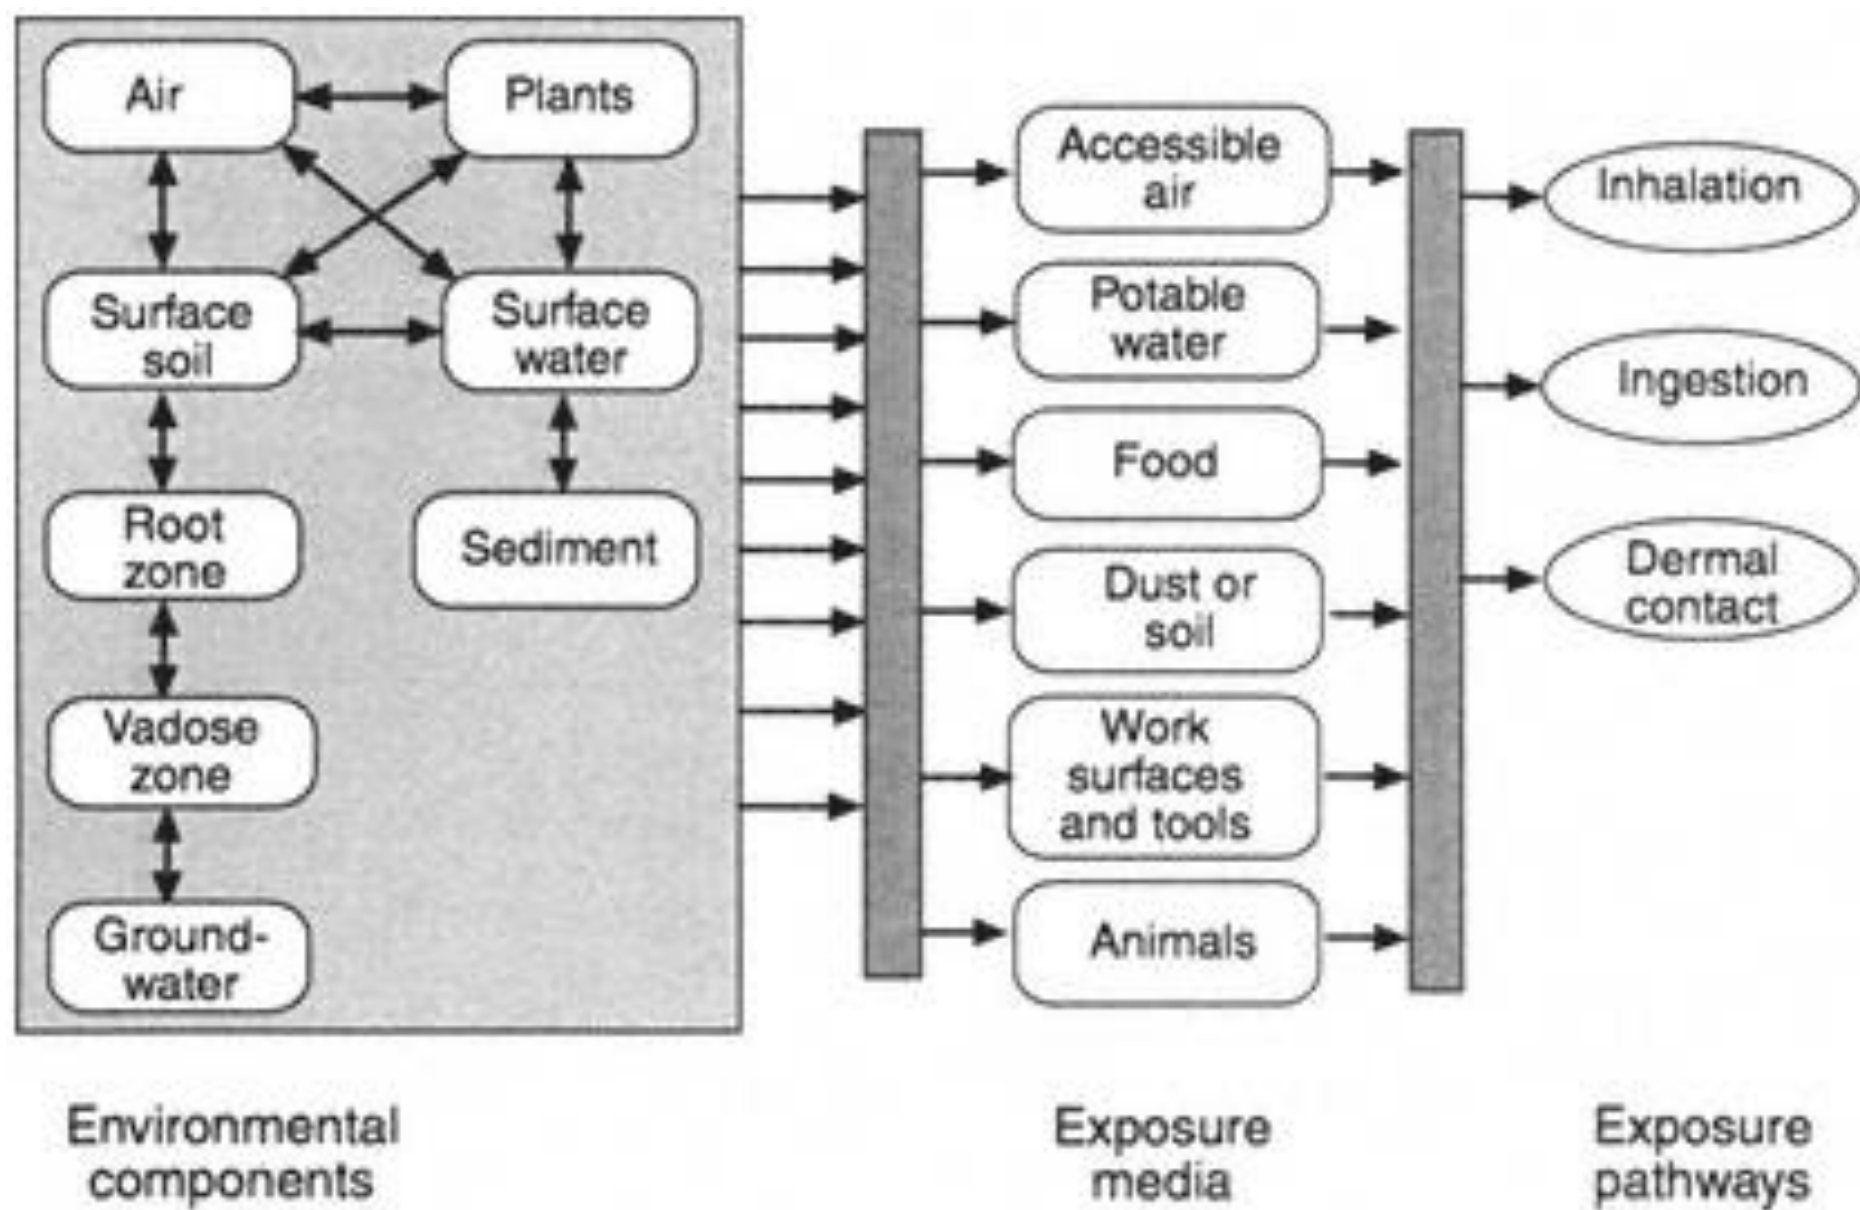 Air
Plants
Surface
soil
Surface
water
Root
zone
Sediment
Vadose
zone
Ground-
water
Accessible
air
Potable
water
Food
Dust or
soil
Work
surfaces
and tools
Animals
Inhalation
Ingestion
Dermal
contact
Environmental
components
Exposure
media
Exposure
pathways